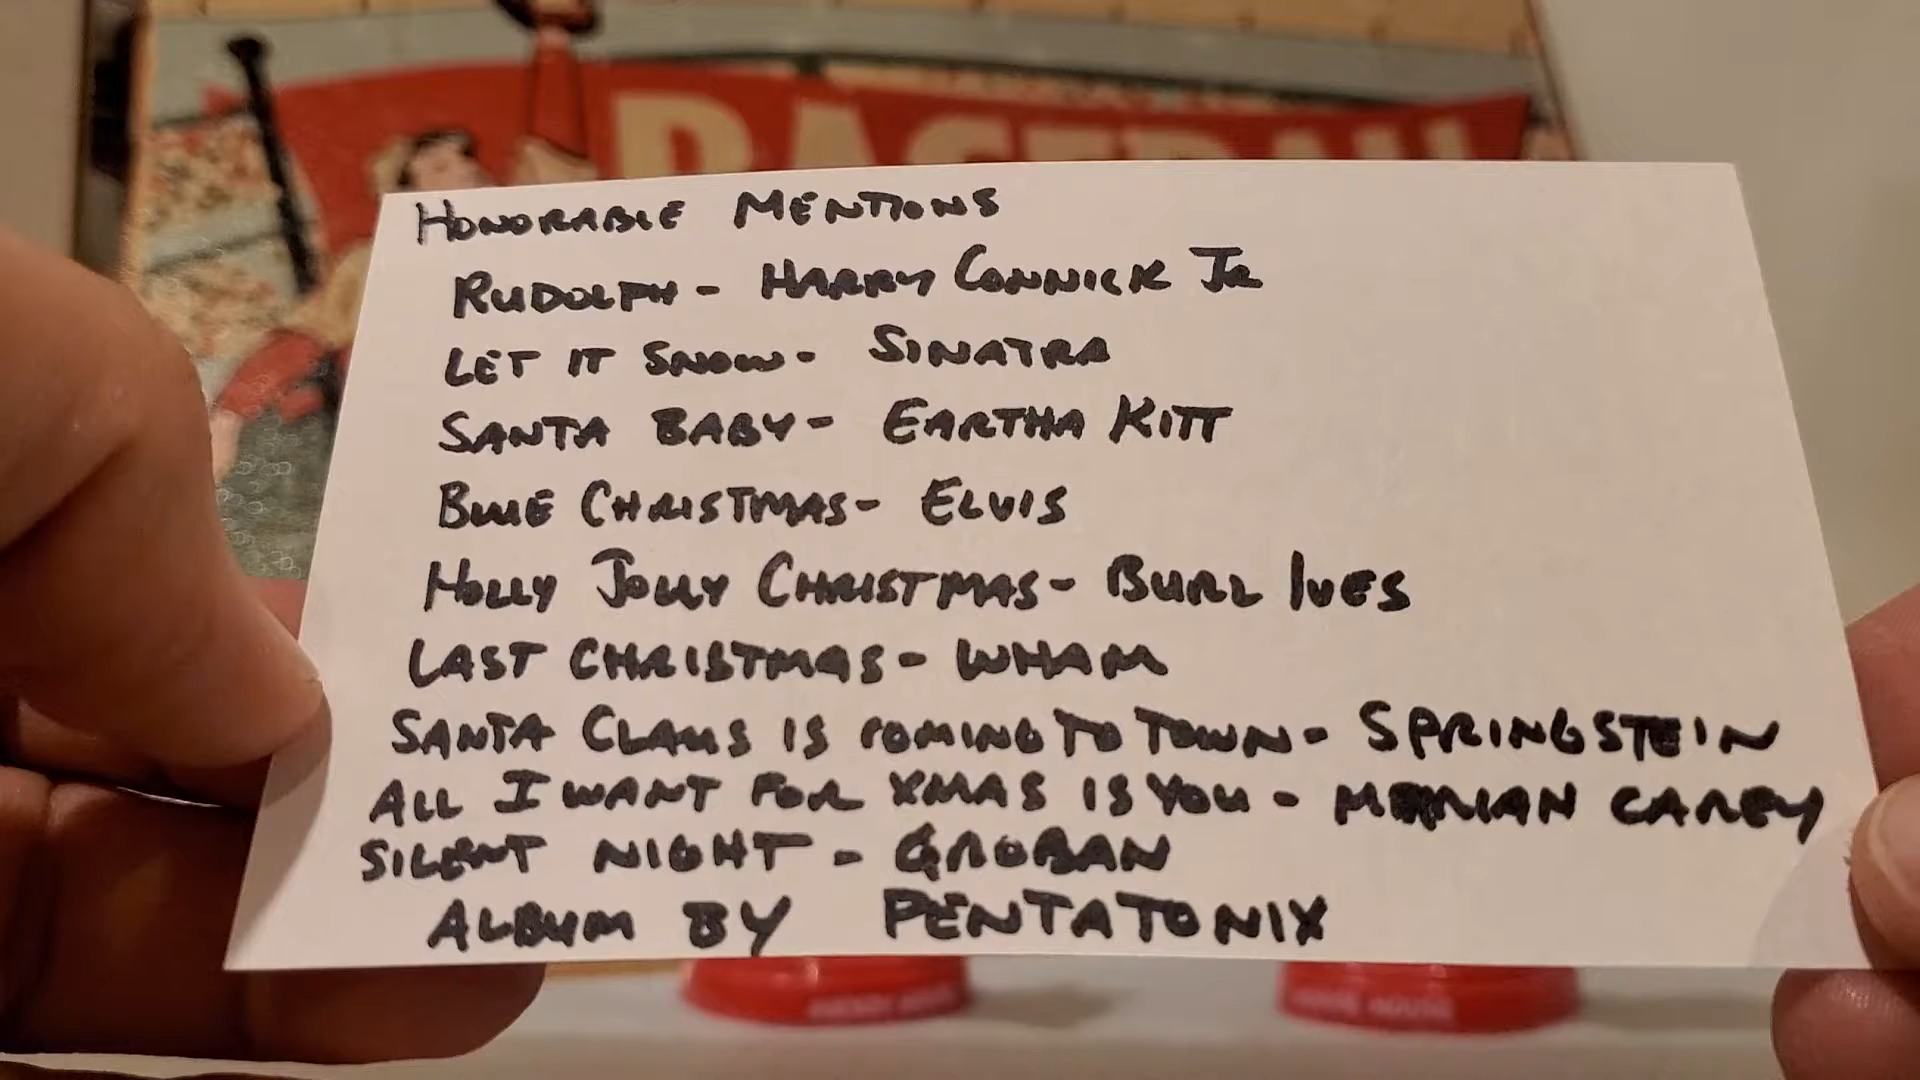 BASEBALL
HONORABLE MENTIONS
RUDOLPH - HARRY CONNICK JR
LET IT SNOW - SINATRA
SANTA BABY - EARTHA KITT
BLUE CHRISTMAS - ELVIS
HOLLY JOLLY CHRISTMAS - BURL IVES
LAST CHRISTMAS - WHAM
SANTA CLAUS IS COMING TO TOWN - SPRINGSTEIN
ALL I WANT FOR XMAS IS YOU - MARIAN CAREY
SILENT NIGHT - GROBAN
ALBUM BY PENTATONIX